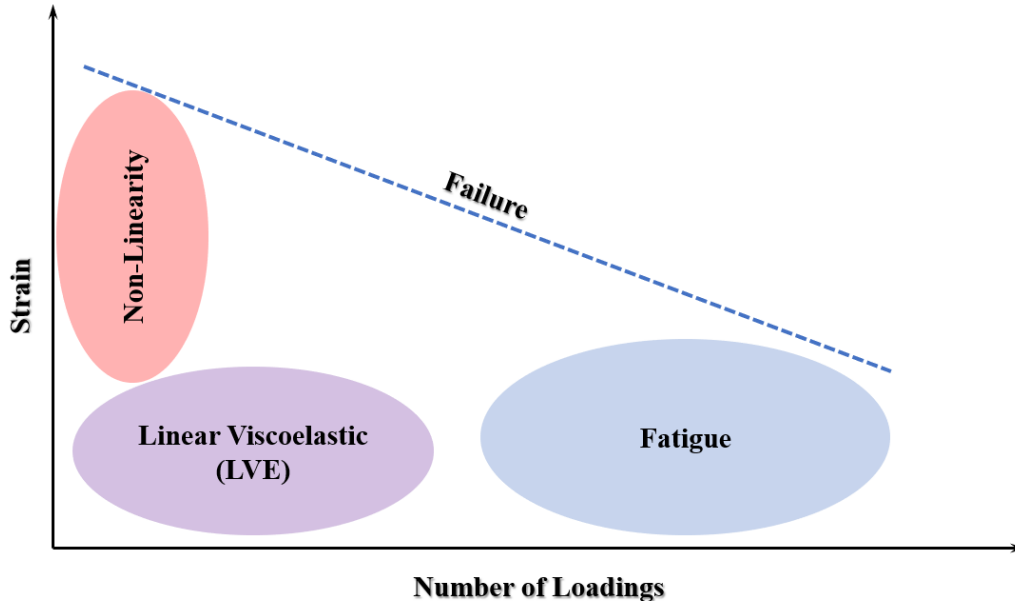 Failure
Non-Linearity
Strain
Linear Viscoelastic
(LVE)
Fatigue
Number of Loadings